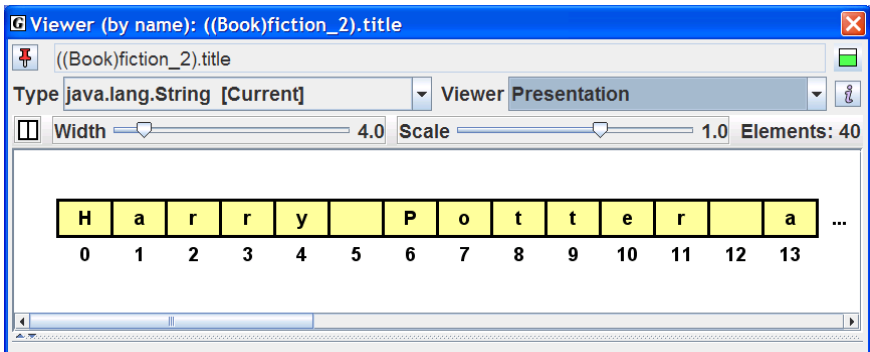 Viewer (by name): ((Book)fiction_2).title
((Book)fiction_2).title
Type java.lang.String [Current] Viewer Presentation i
Width 4.0 Scale 1.0 Elements: 40
H a r r y P o t t e r a ...
0 1 2 3 4 5 6 7 8 9 10 11 12 13